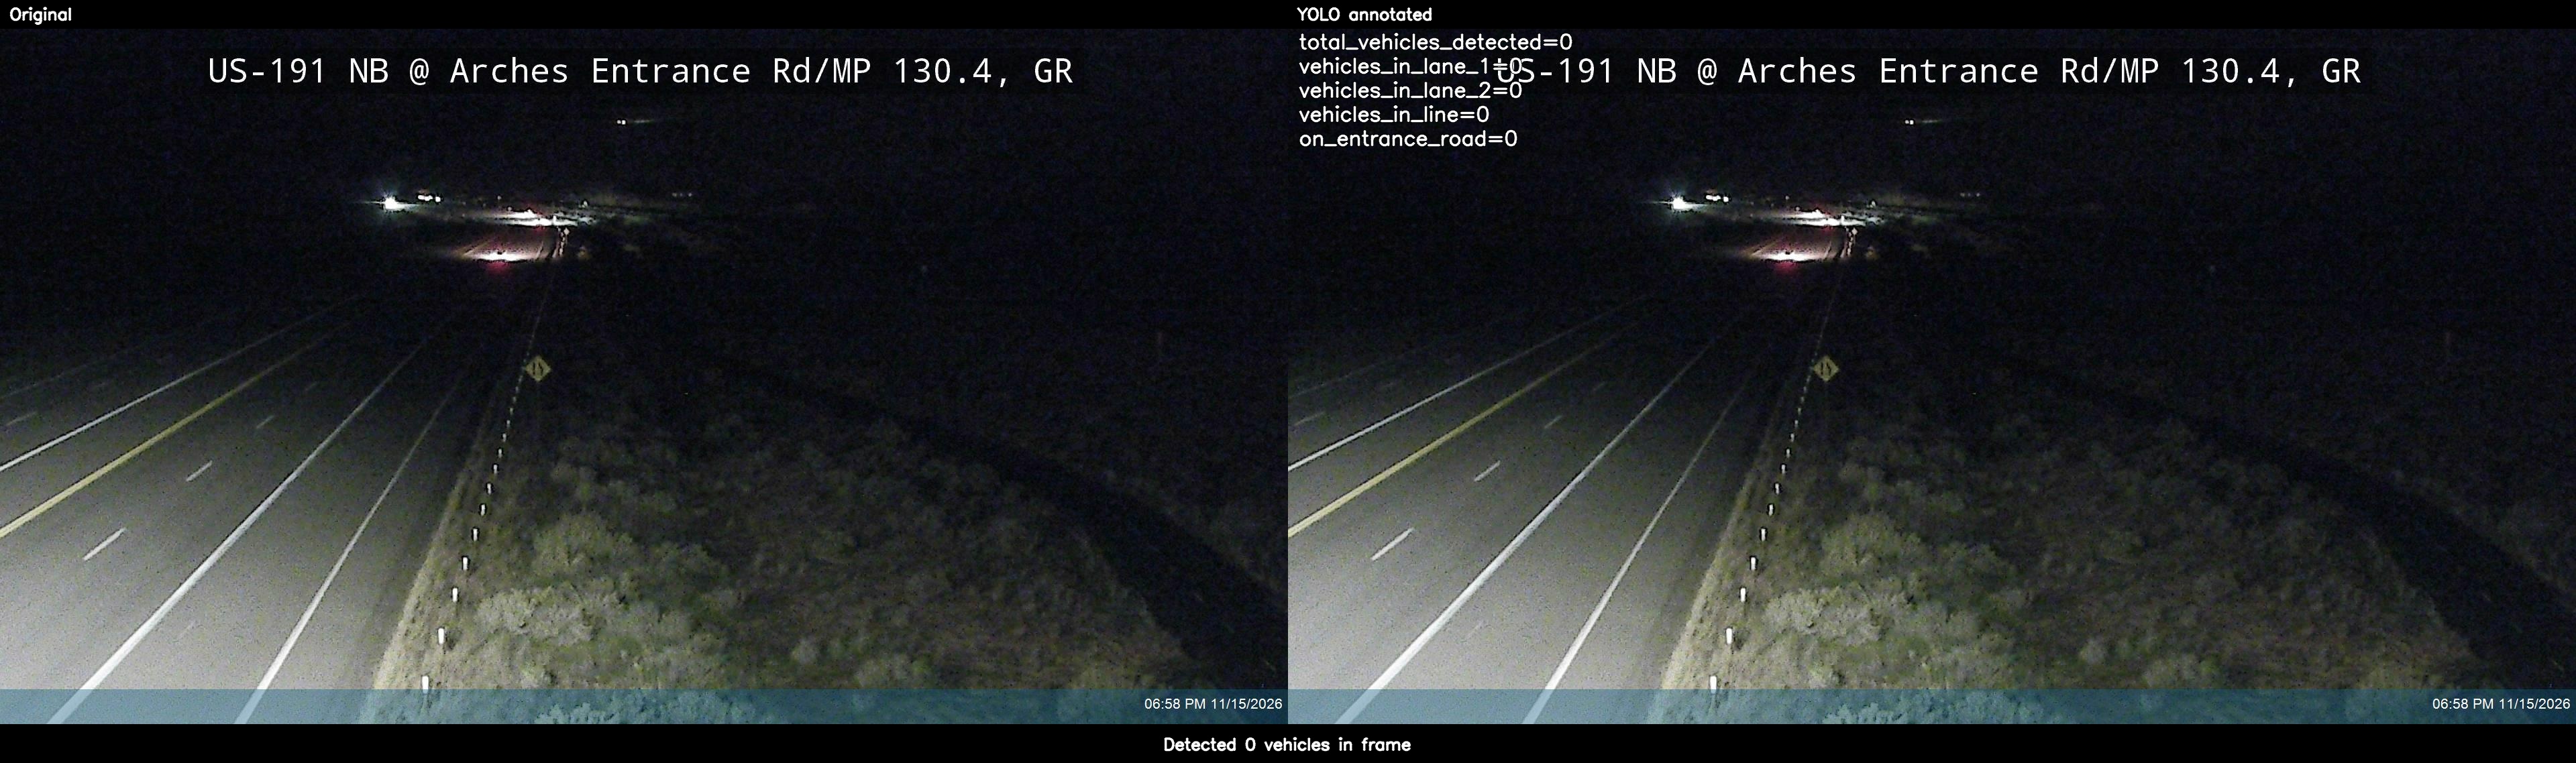 Original
US-191 NB @ Arches Entrance Rd/MP 130.4, GR
06:58 PM 11/15/2026
YOLO annotated
total_vehicles_detected=0
vehicles_in_lane_1=0
US-191 NB @ Arches Entrance Rd/MP 130.4, GR
vehicles_in_lane_2=0
vehicles_in_line=0
on_entrance_road=0
06:58 PM 11/15/2026
Detected 0 vehicles in frame